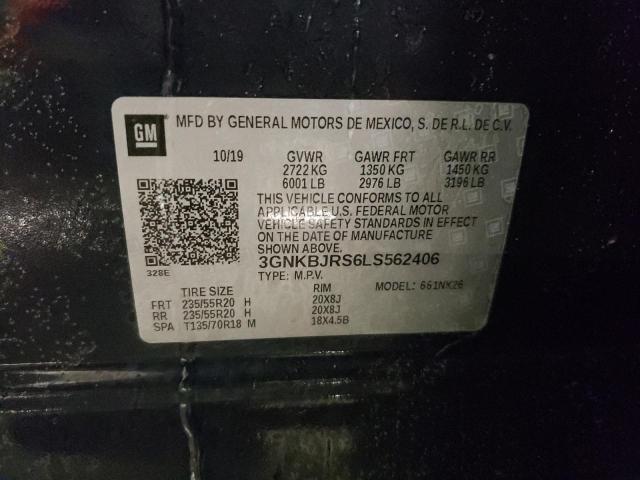 GM
MFD BY GENERAL MOTORS DE MEXICO, S. DE R.L. DE C.V.
10/19 GVWR GAWR FRT GAWR RR
2722 KG 1350 KG 1450 KG
6001 LB 2976 LB 3196 LB
THIS VEHICLE CONFORMS TO ALL
APPLICABLE U.S. FEDERAL MOTOR
VEHICLE SAFETY STANDARDS IN EFFECT
ON THE DATE OF MANUFACTURE
SHOWN ABOVE.
3GNKBJRS6LS562406
328E
TYPE: M.P.V. MODEL: 661NK26
TIRE SIZE RIM
FRT 235/55R20 H 20X8J
RR 235/55R20 H 20X8J
SPA T135/70R18 M 18X4.5B